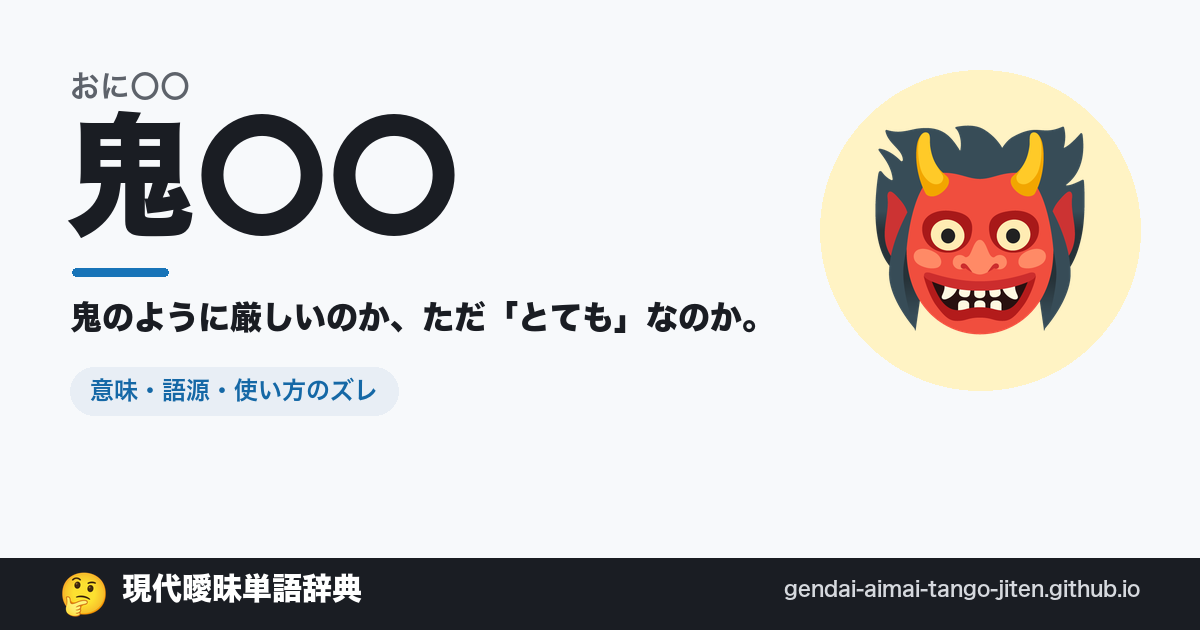 おに〇〇
鬼〇〇
鬼のように厳しいのか、ただ「とても」なのか。
意味・語源・使い方のズレ
現代曖昧単語辞典
gendai-aimai-tango-jiten.github.io